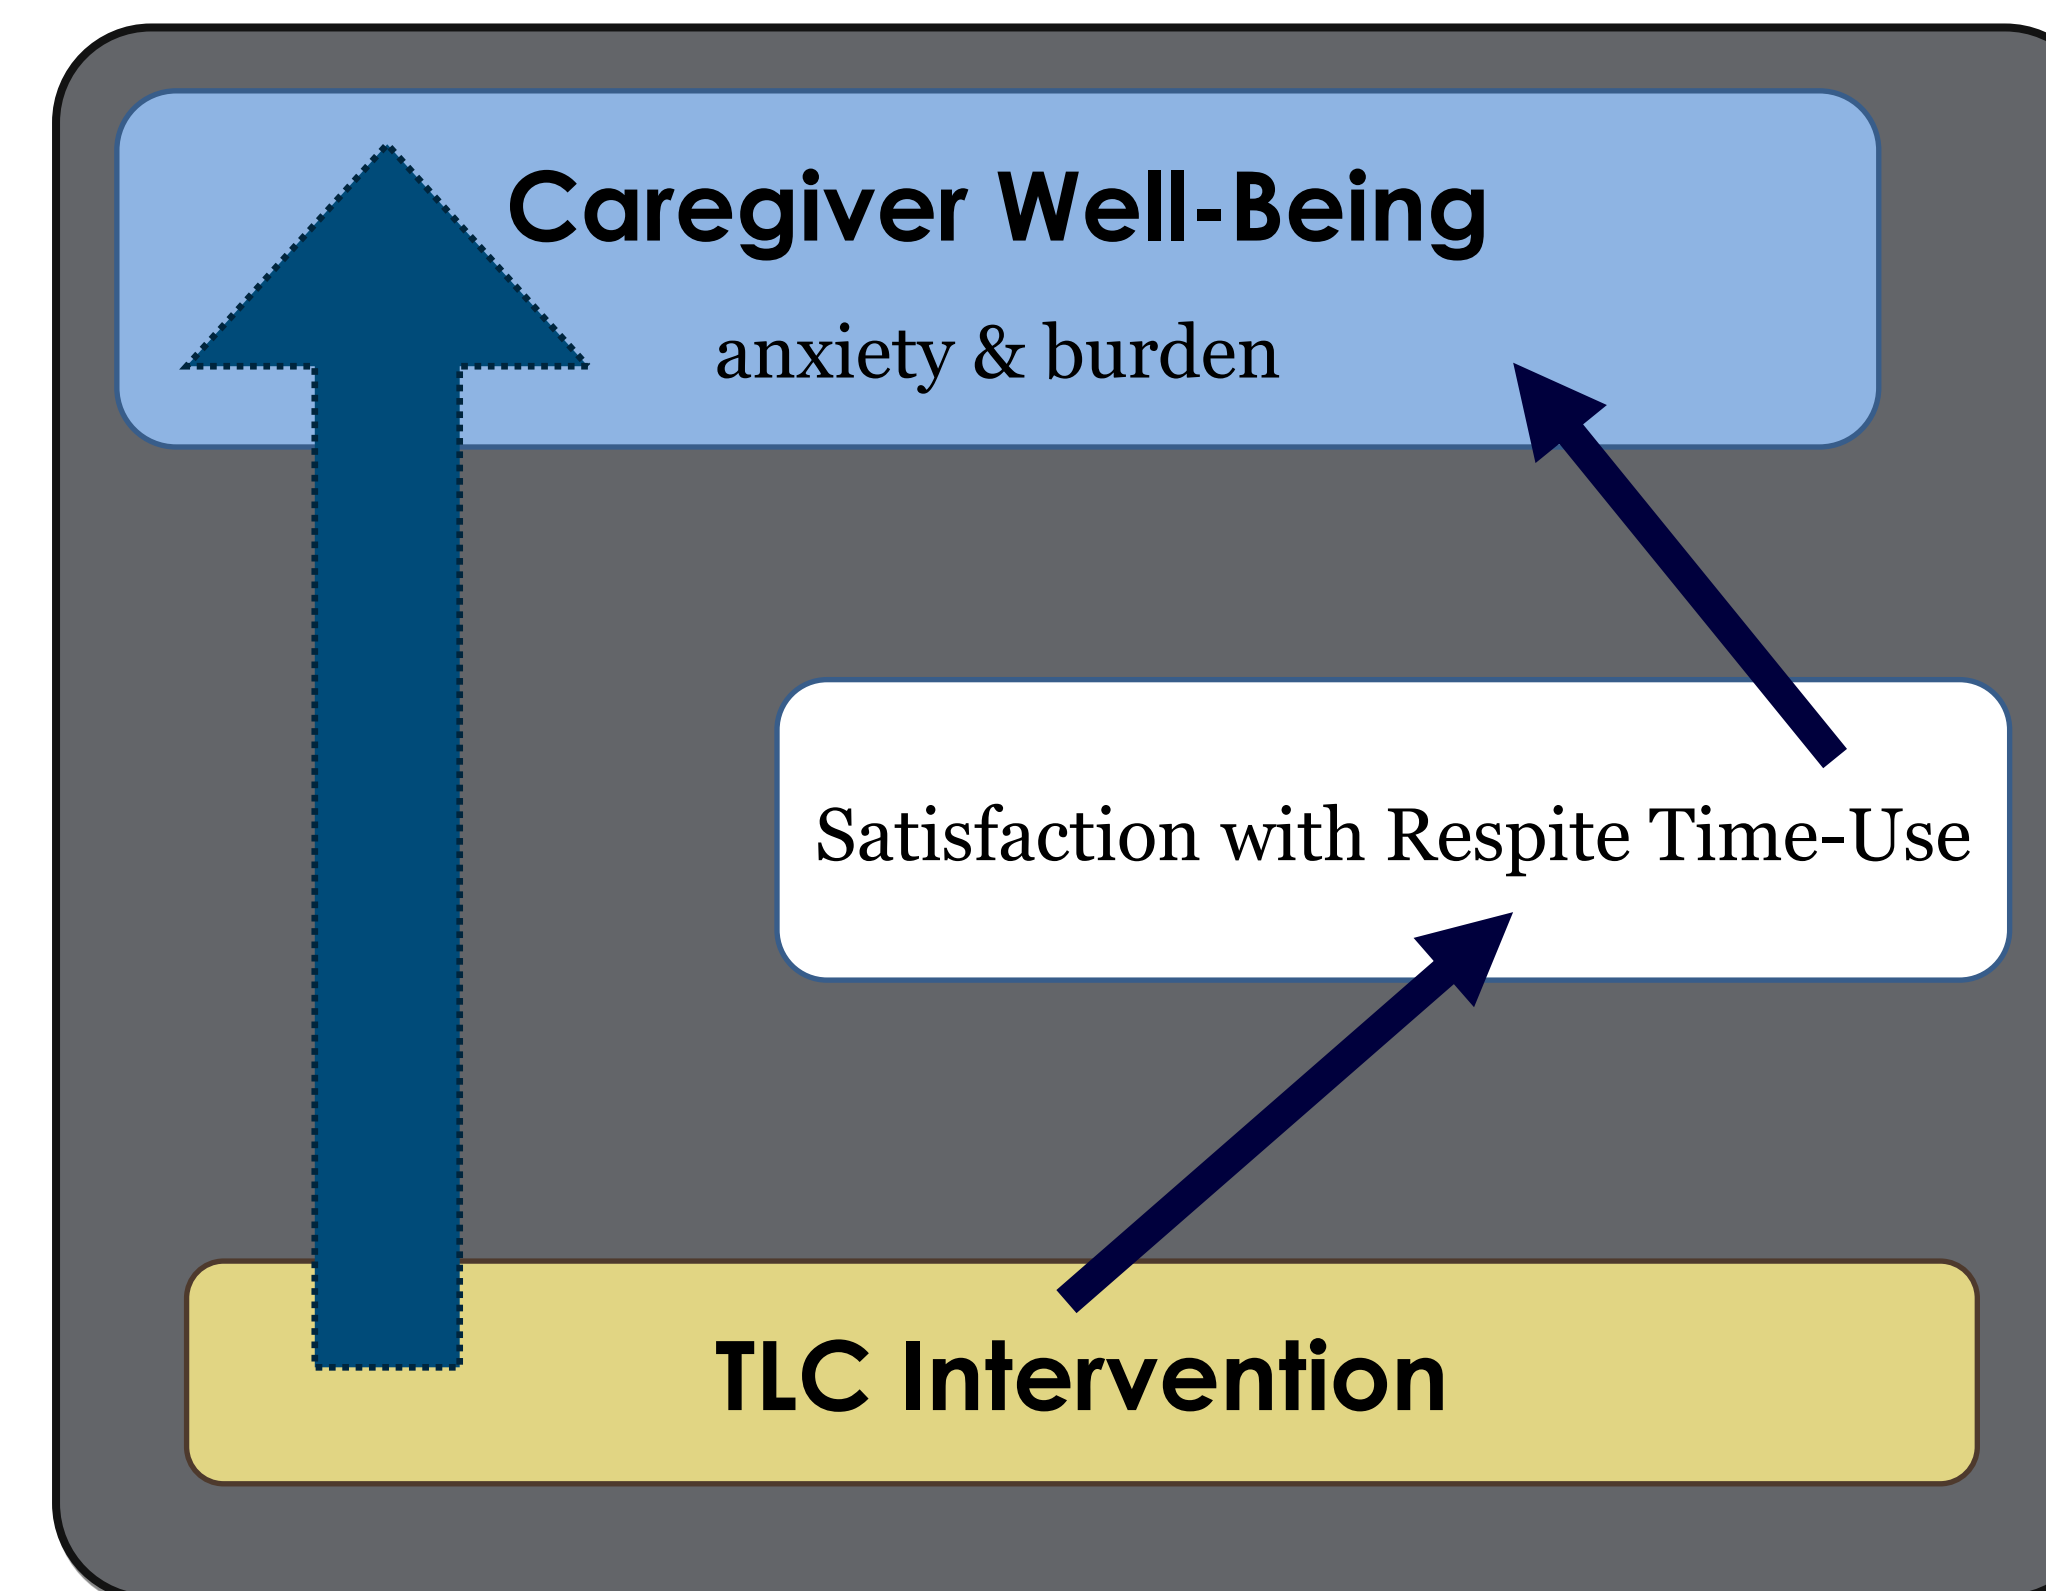 Caregiver Well-Being
anxiety & burden
Satisfaction with Respite Time-Use
TLC Intervention